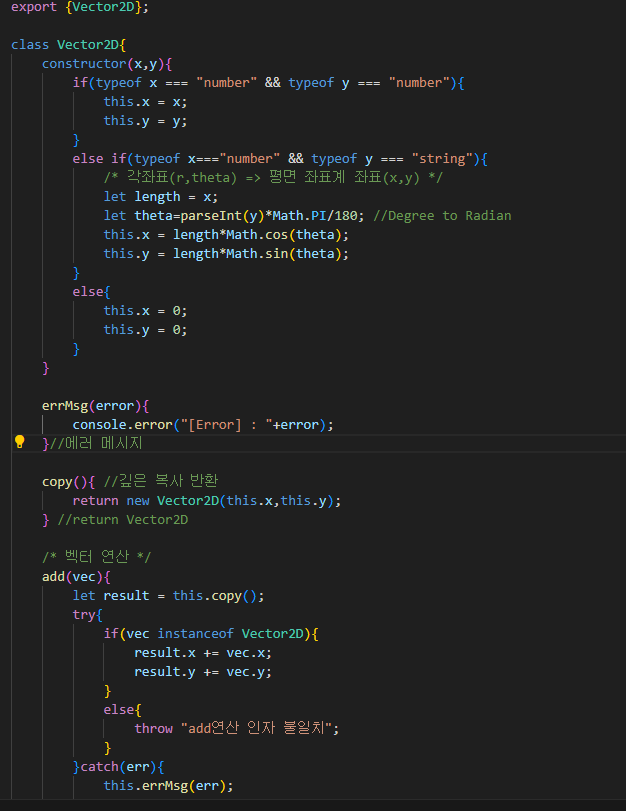 export {Vector2D};
class Vector2D{
constructor(x,y){
if(typeof x === "number" && typeof y === "number"){
this.x = x;
this.y = y;
}
else if(typeof x==="number" && typeof y === "string"){
/* 각좌표(r,theta) => 평면 좌표계 좌표(x,y) */
let length = x;
let theta=parseInt(y)*Math.PI/180; //Degree to Radian
this.x = length*Math.cos(theta);
this.y = length*Math.sin(theta);
}
else{
this.x = 0;
this.y = 0;
}
}
errMsg(error){
console.error("[Error] : "+error);
}//에러 메시지
copy(){ //깊은 복사 반환
return new Vector2D(this.x,this.y);
} //return Vector2D
/* 벡터 연산 */
add(vec){
let result = this.copy();
try{
if(vec instanceof Vector2D){
result.x += vec.x;
result.y += vec.y;
}
else{
throw "add연산 인자 불일치";
}
}catch(err){
this.errMsg(err);